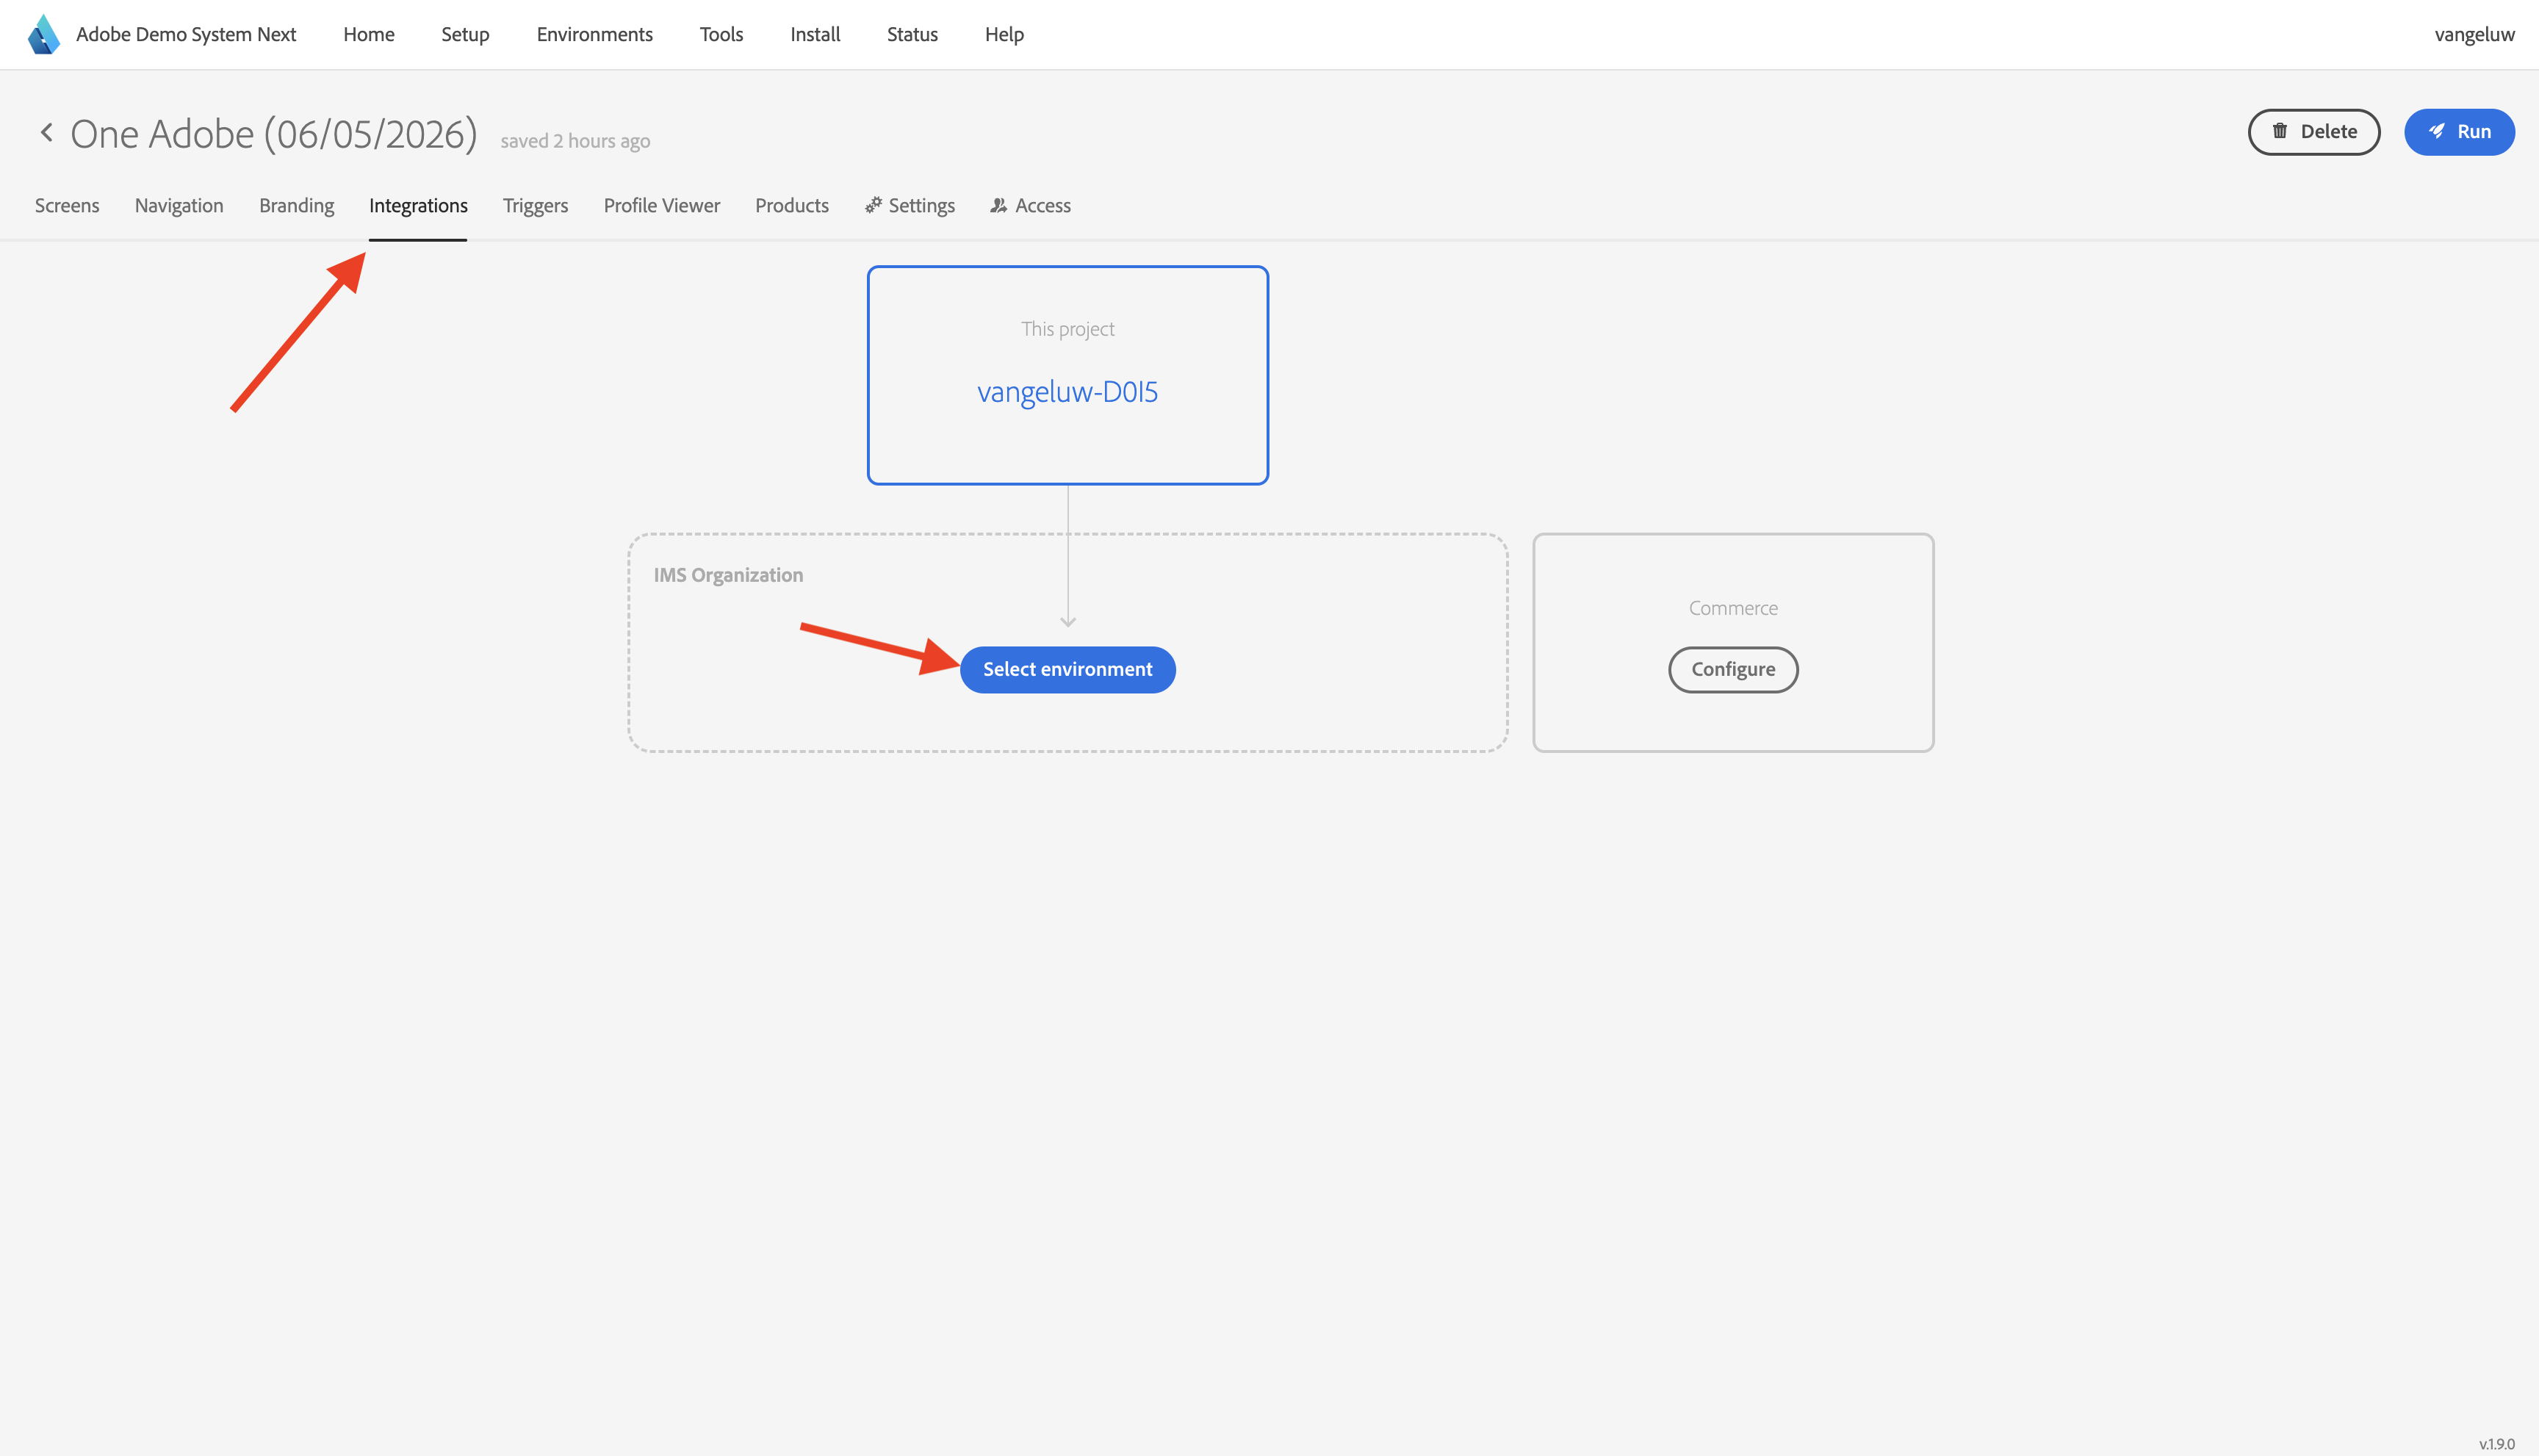 Adobe Demo System Next Home Setup Environments Tools Install Status Help vangeluw
One Adobe (06/05/2026) saved 2 hours ago Delete Run
Screens Navigation Branding Integrations Triggers Profile Viewer Products Settings Access
This project
vangeluw-D0I5
IMS Organization
Commerce
Select environment
Configure
v.1.9.0